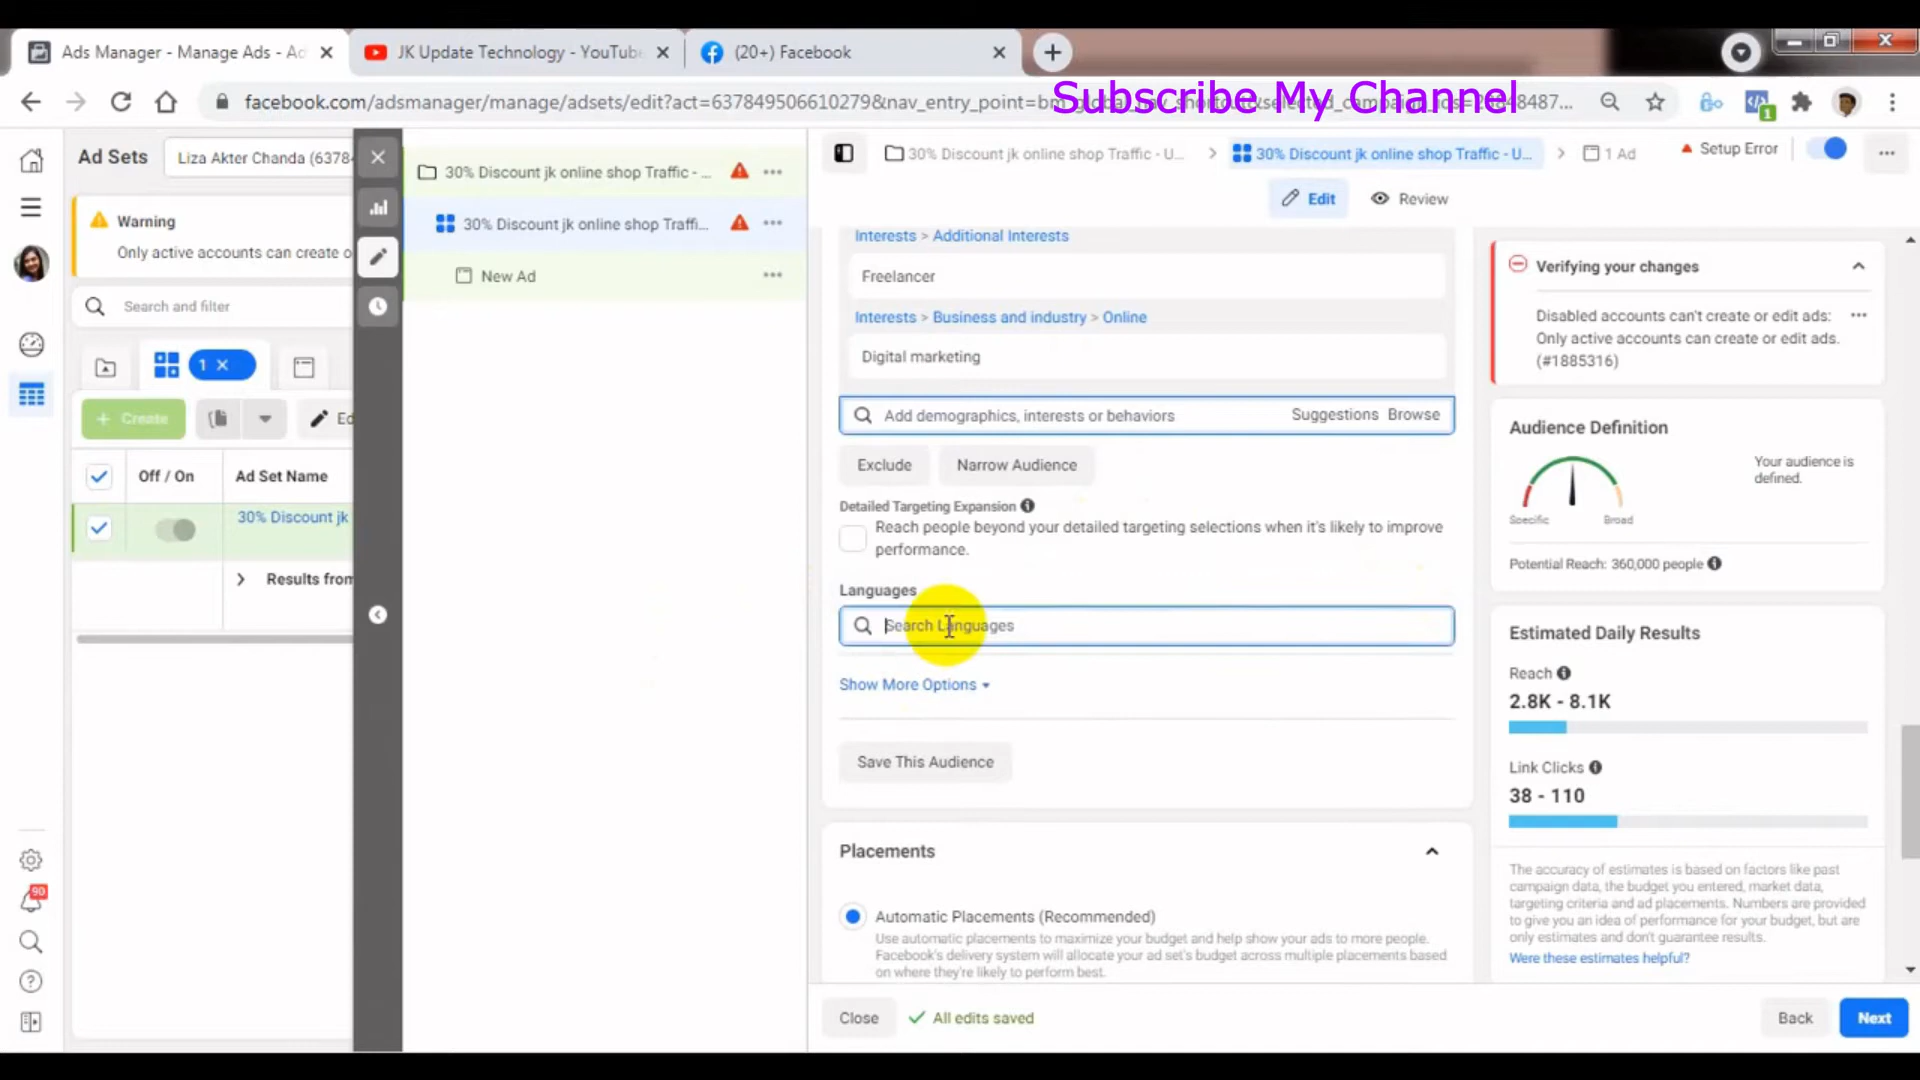 Ads Manager - Manage Ads - Ad
JK Update Technology - YouTube
(20+) Facebook
facebook.com/adsmanager/manage/adsets/edit?act=637849506610279&nav_entry_point=bm
Subscribe My Channel
1
Ad Sets
Liza Akter Chanda (6378
30% Discount jk online shop Traffic - ...
30% Discount jk online shop Traffic - U...
30% Discount jk online shop Traffic - U...
1 Ad
Setup Error
Warning
Only active accounts can create o
30% Discount jk online shop Traffi...
New Ad
Edit
Review
Interests > Additional Interests
Freelancer
Interests > Business and industry > Online
Digital marketing
Verifying your changes
Disabled accounts can't create or edit ads:
Only active accounts can create or edit ads.
(#1885316)
Search and filter
1
Create
Ed
Add demographics, interests or behaviors
Suggestions
Browse
Exclude
Narrow Audience
Audience Definition
Your audience is
defined.
Specific
Broad
Potential Reach: 360,000 people
Off / On
Ad Set Name
30% Discount jk
Results from
Detailed Targeting Expansion
Reach people beyond your detailed targeting selections when it's likely to improve
performance.
Languages
Search Languages
Show More Options
Save This Audience
Estimated Daily Results
Reach
2.8K - 8.1K
Link Clicks
38 - 110
The accuracy of estimates is based on factors like past
campaign data, the budget you entered, market data,
targeting criteria and ad placements. Numbers are provided
to give you an idea of performance for your budget, but are
only estimates and don't guarantee results.
Were these estimates helpful?
Placements
Automatic Placements (Recommended)
Use automatic placements to maximize your budget and help show your ads to more people.
Facebook's delivery system will allocate your ad set's budget across multiple placements based
on where they're likely to perform best.
90
Close
All edits saved
Back
Next